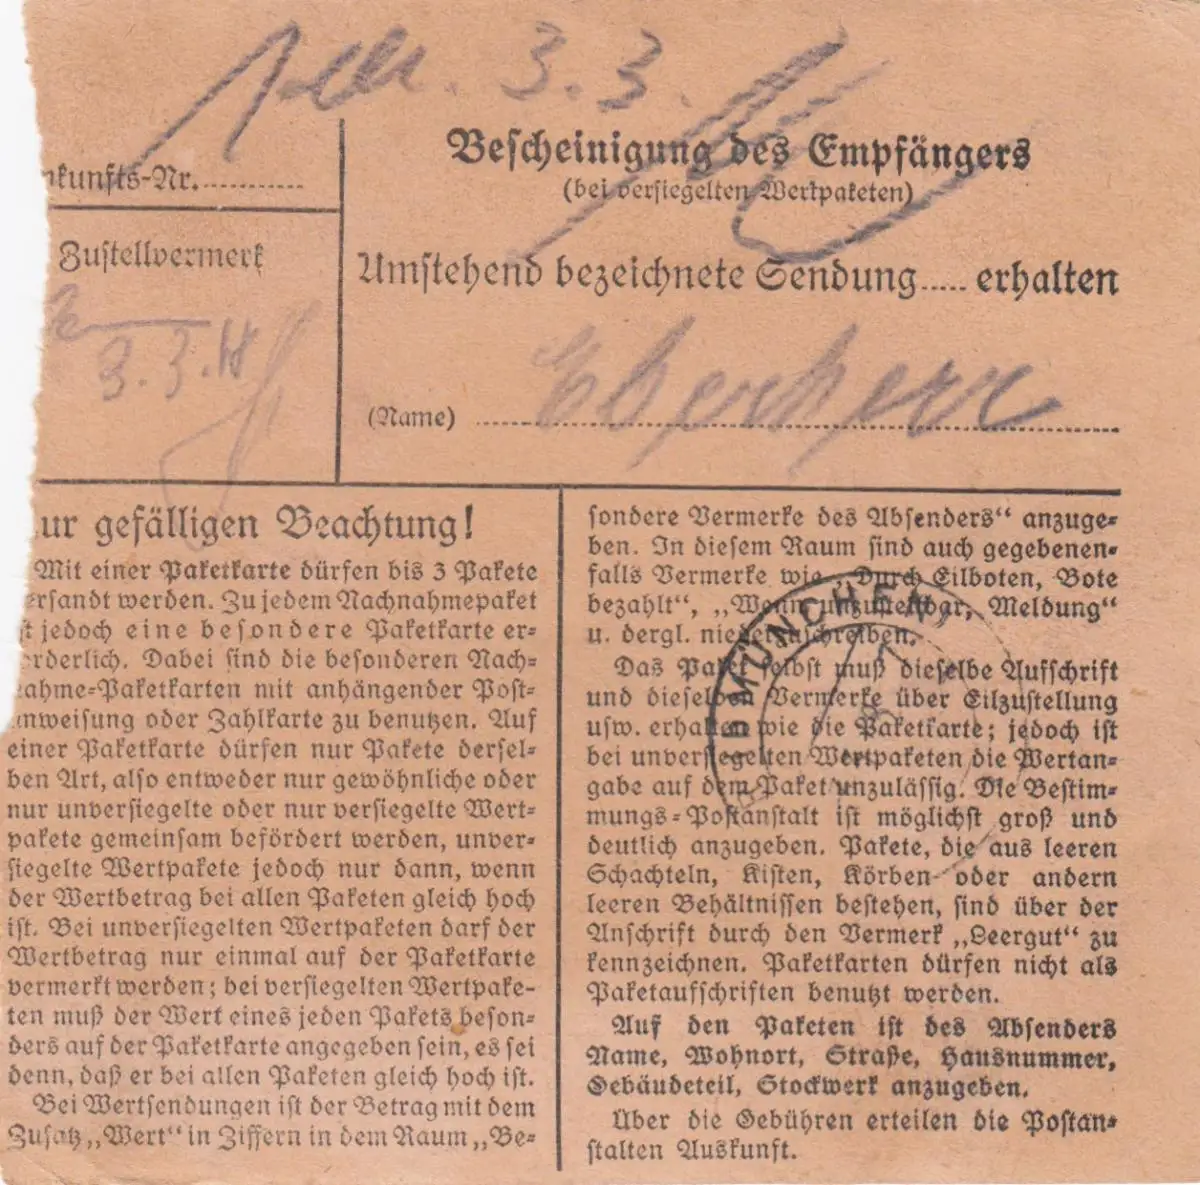 3. 3.
nkunfts-Nr. ............
Bescheinigung des Empfängers
(bei versiegelten Wertpaketen)
Zustellvermerk
3. 3. 48
Umstehend bezeichnete Sendung ..... erhalten
(Name) Eberherr
ur gefälligen Beachtung!
Mit einer Paketkarte dürfen bis 3 Pakete
ersandt werden. Zu jedem Nachnahmepaket
st jedoch eine besondere Paketkarte er-
orderlich. Dabei sind die besonderen Nach-
ahme-Paketkarten mit anhängender Post-
anweisung oder Zahlkarte zu benutzen. Auf
einer Paketkarte dürfen nur Pakete dersel-
ben Art, also entweder nur gewöhnliche oder
nur unversiegelte oder nur versiegelte Wert-
pakete gemeinsam befördert werden, unver-
siegelte Wertpakete jedoch nur dann, wenn
der Wertbetrag bei allen Paketen gleich hoch
ist. Bei unversiegelten Wertpaketen darf der
Wertbetrag nur einmal auf der Paketkarte
vermerkt werden; bei versiegelten Wertpake-
ten muß der Wert eines jeden Pakets beson-
ders auf der Paketkarte angegeben sein, es sei
denn, daß er bei allen Paketen gleich hoch ist.
Bei Wertsendungen ist der Betrag mit dem
Zusatz „Wert" in Ziffern in dem Raum „Be-
sondere Vermerke des Absenders" anzuge-
ben. In diesem Raum sind auch gegebenen-
falls Vermerke wie „Durch Eilboten, Bote
bezahlt", „Wenn unzustellbar, Meldung"
u. dergl. niederzuschreiben.
Das Paket selbst muß dieselbe Aufschrift
und dieselben Vermerke über Eilzustellung
usw. erhalten wie die Paketkarte; jedoch ist
bei unversiegelten Wertpaketen die Wertan-
gabe auf dem Paket unzulässig. Die Bestim-
mungs-Postanstalt ist möglichst groß und
deutlich anzugeben. Pakete, die aus leeren
Schachteln, Kisten, Körben oder andern
leeren Behältnissen bestehen, sind über der
Anschrift durch den Vermerk „Leergut" zu
kennzeichnen. Paketkarten dürfen nicht als
Paketaufschriften benutzt werden.
Auf den Paketen ist des Absenders
Name, Wohnort, Straße, Hausnummer,
Gebäudeteil, Stockwerk anzugeben.
Über die Gebühren erteilen die Postan-
stalten Auskunft.
MÜNCHEN